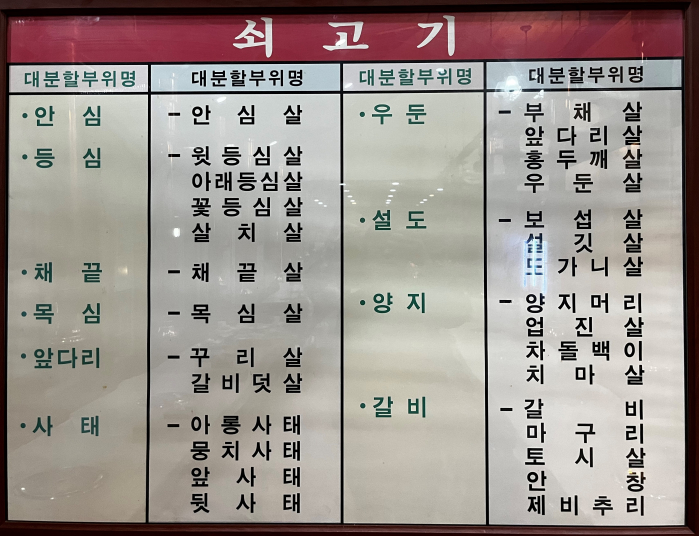 쇠고기
대분할부위명 대분할부위명 대분할부위명 대분할부위명
·안심 - 안심살
·등심 - 윗등심살
아래등심살
꽃등심살
살치살
·채끝 - 채끝살
·목심 - 목심살
·앞다리 - 꾸리살
갈비덧살
·사태 - 아롱사태
뭉치사태
앞사태
뒷사태
·우둔 - 부채살
앞다리살
홍두깨살
우둔살
·설도 - 보섭살
설깃살
도가니살
·양지 - 양지머리
업진살
차돌백이
치마살
·갈비 - 갈비
마구리
토시살
안창
제비추리